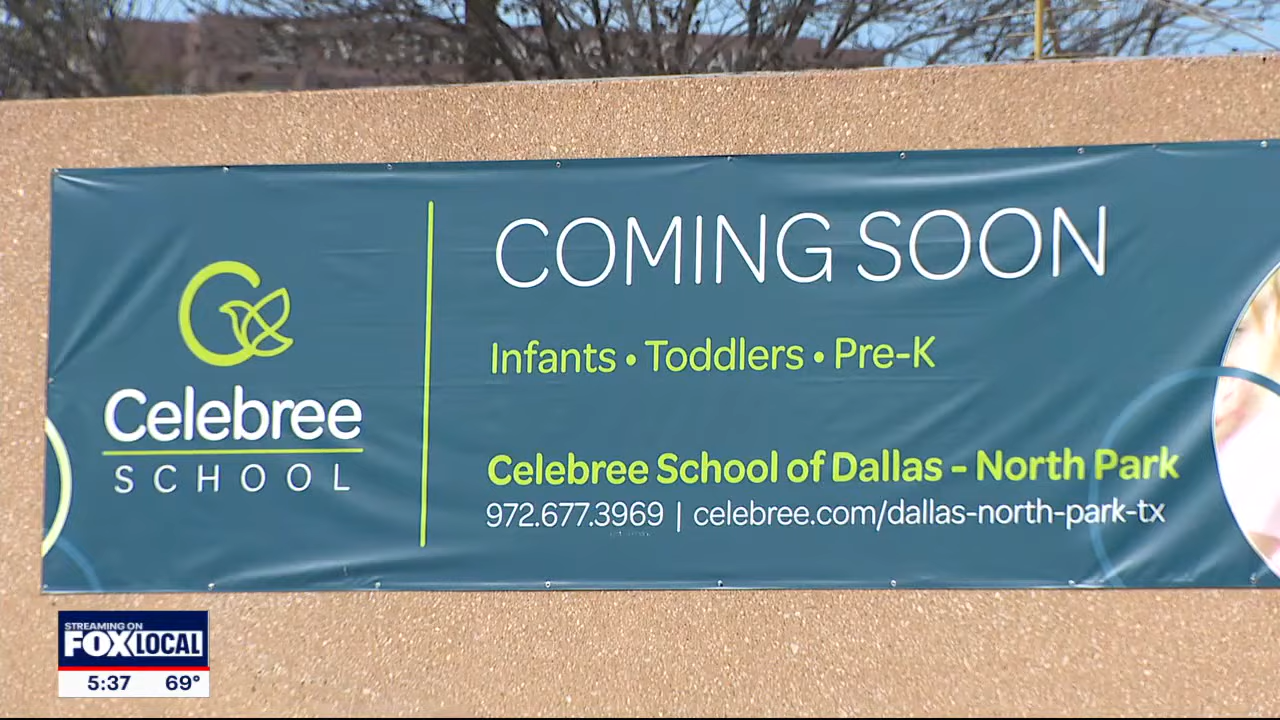 COMING SOON
Infants • Toddlers • Pre-K
Celebree
SCHOOL
Celebree School of Dallas - North Park
972.677.3969 | celebree.com/dallas-north-park-tx
STREAMING ON
FOX LOCAL
5:37 69°